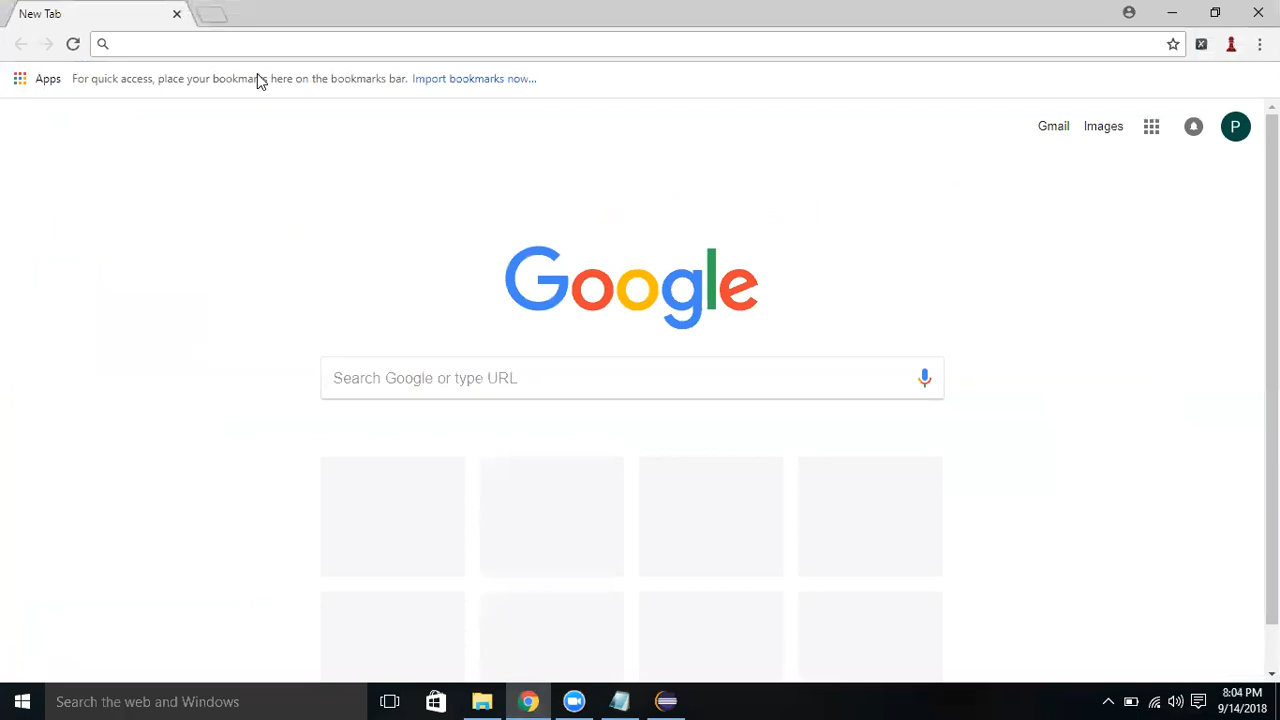 New Tab
Apps For quick access, place your bookmarks here on the bookmarks bar. Import bookmarks now...
Gmail Images P
Google
Search Google or type URL
Search the web and Windows
8:04 PM
9/14/2018